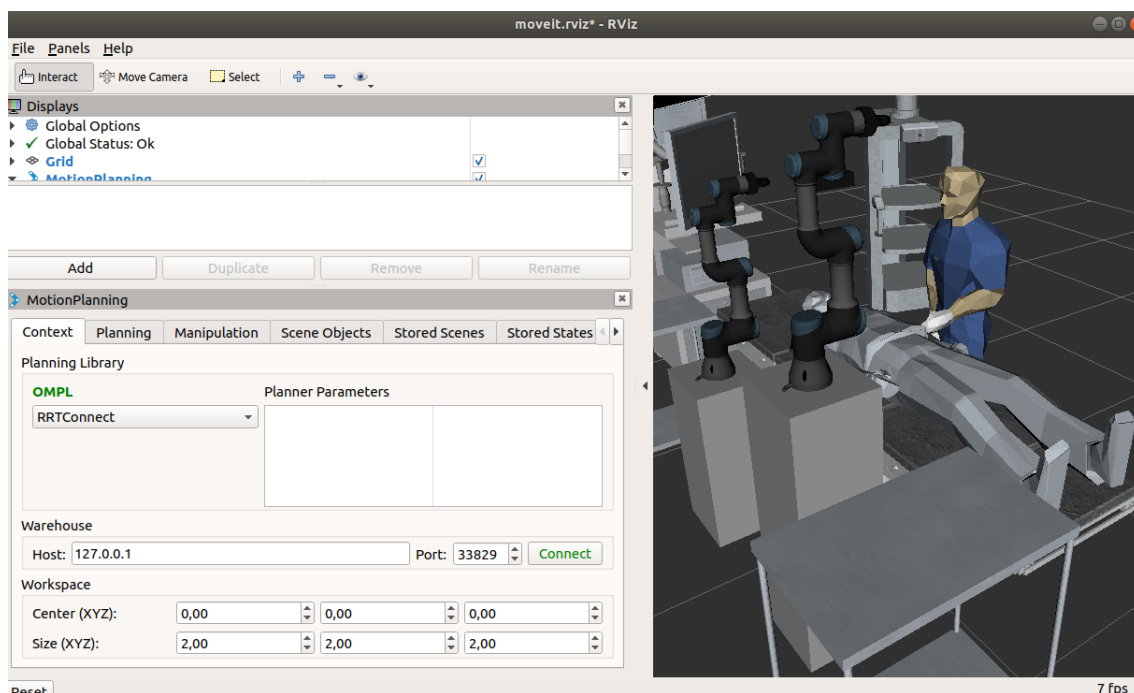 moveit.rviz* - RViz
File Panels Help
Interact Move Camera Select
Displays
Global Options
Global Status: Ok
Grid
MotionPlanning
Add Duplicate Remove Rename
MotionPlanning
Context Planning Manipulation Scene Objects Stored Scenes Stored States
Planning Library
OMPL Planner Parameters
RRTConnect
Warehouse
Host: 127.0.0.1 Port: 33829 Connect
Workspace
Center (XYZ): 0,00 0,00 0,00
Size (XYZ): 2,00 2,00 2,00
Reset 7 fps